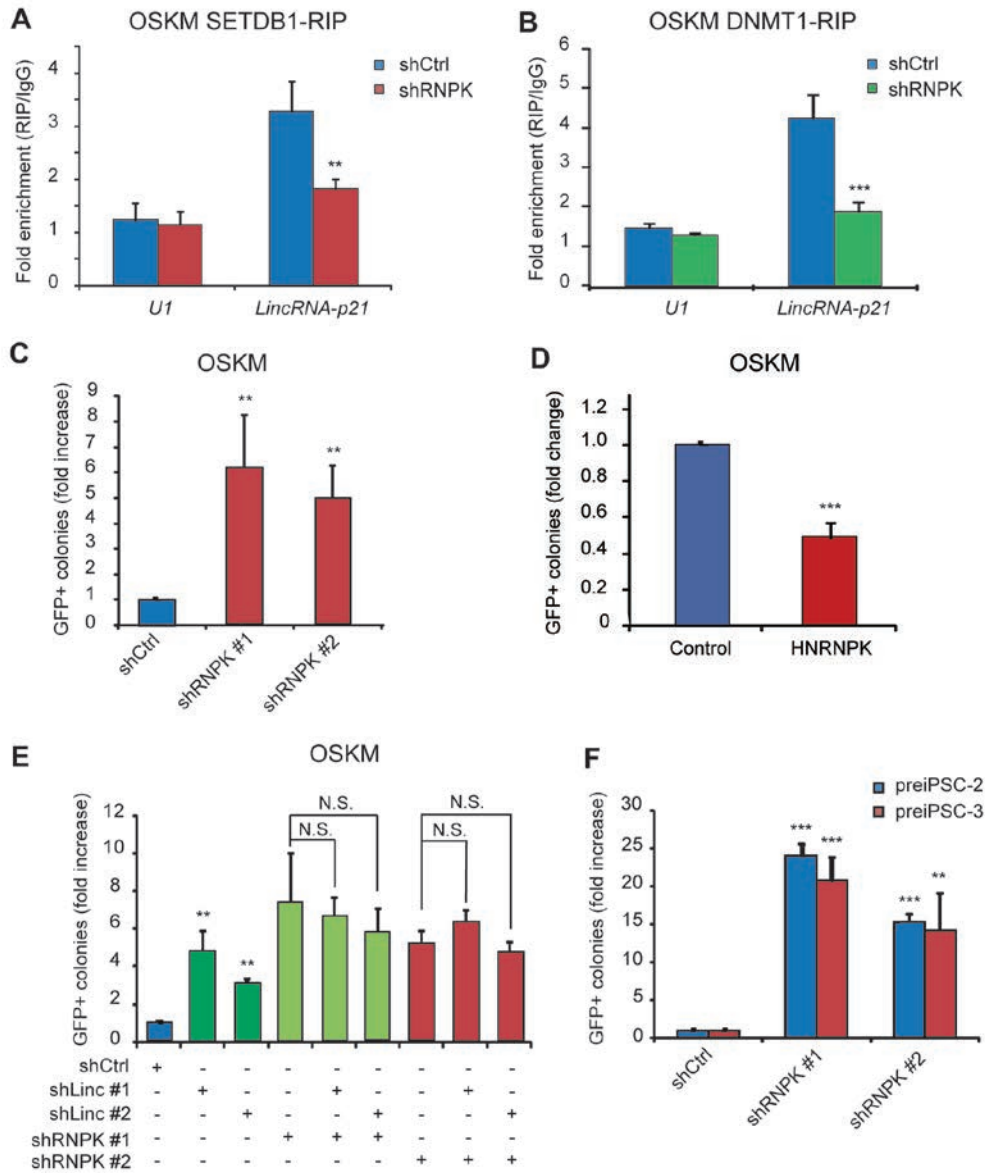 A
OSKM SETDB1-RIP
Fold enrichment (RIP/IgG)
4
3
2
1
0
shCtrl
shRNPK
**
U1
LincRNA-p21
B
OSKM DNMT1-RIP
Fold enrichment (RIP/IgG)
6
5
4
2
1
0
shCtrl
shRNPK
***
U1
LincRNA-p21
C
OSKM
GFP+ colonies (fold increase)
9
8
7
6
5
4
3
2
1
0
**
**
shCtrl
shRNPK #1
shRNPK #2
D
OSKM
GFP+ colonies (fold change)
1.2
1.0
0.8
0.6
0.4
0.2
0
***
Control
HNRNPK
E
OSKM
GFP+ colonies (fold increase)
12
10
8
6
4
2
0
**
**
N.S.
N.S.
N.S.
N.S.
shCtrl + - - - - - - - -
shLinc #1 - + - - + - - + -
shLinc #2 - - + - - + - - +
shRNPK #1 - - - + + + - - -
shRNPK #2 - - - - - - + + +
F
preiPSC-2
preiPSC-3
GFP+ colonies (fold increase)
30
25
20
15
10
5
0
***
***
***
**
shCtrl
shRNPK #1
shRNPK #2